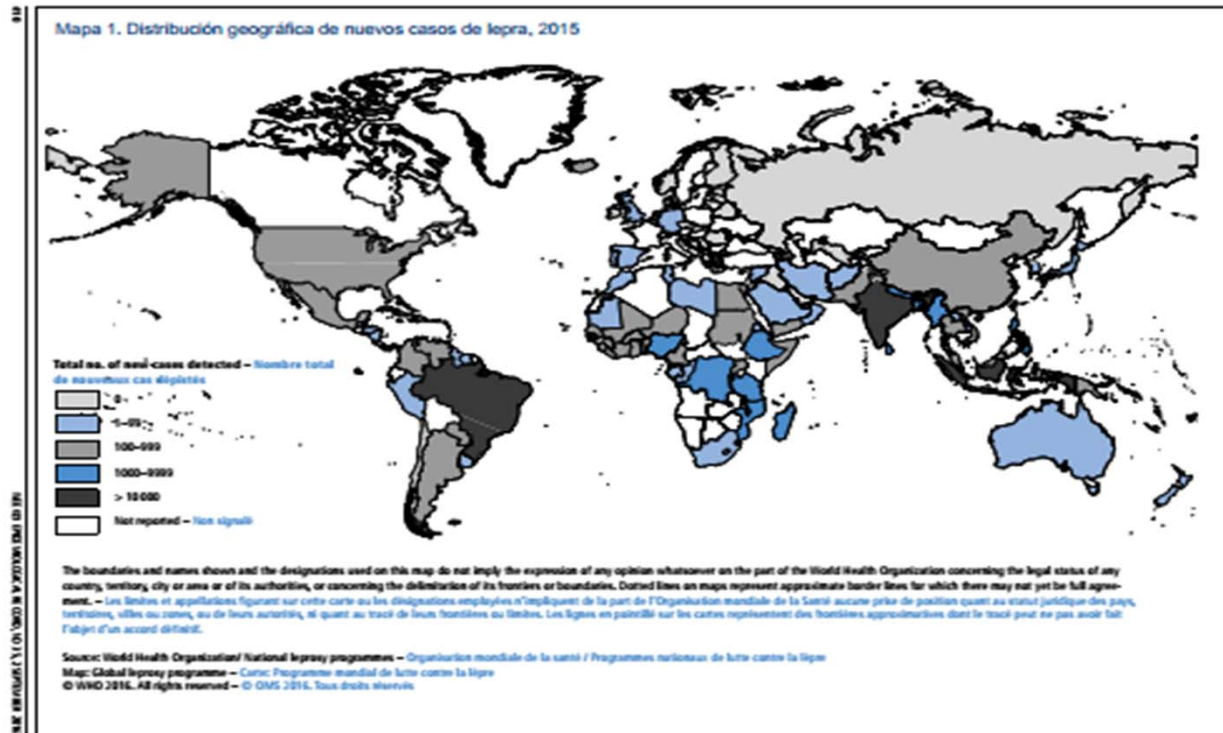 Mapa 1. Distribución geográfica de nuevos casos de lepra, 2015
Total no. of new cases detected – Nombre total
de nouveaux cas dépistés
0
1–99
100–999
1000–9999
> 10 000
Not reported – Non signalé
The boundaries and names shown and the designations used on this map do not imply the expression of any opinion whatsoever on the part of the World Health Organization concerning the legal status of any
country, territory, city or area or of its authorities, or concerning the delimitation of its frontiers or boundaries. Dotted lines on maps represent approximate border lines for which there may not yet be full agree-
ment. – Les limites et appellations figurant sur cette carte ou les désignations employées n'impliquent de la part de l'Organisation mondiale de la Santé aucune prise de position quant au statut juridique des pays,
territoires, villes ou zones, ou de leurs autorités, ni quant au tracé de leurs frontières ou limites. Les lignes en pointillé sur les cartes représentent des frontières approximatives dont le tracé peut ne pas avoir fait
l'objet d'un accord définitif.
Source: World Health Organization/ National leprosy programmes – Organisation mondiale de la santé / Programmes nationaux de lutte contre la lèpre
Map: Global leprosy programme – Carte: Programme mondial de lutte contre la lèpre
© WHO 2016. All rights reserved – © OMS 2016. Tous droits réservés